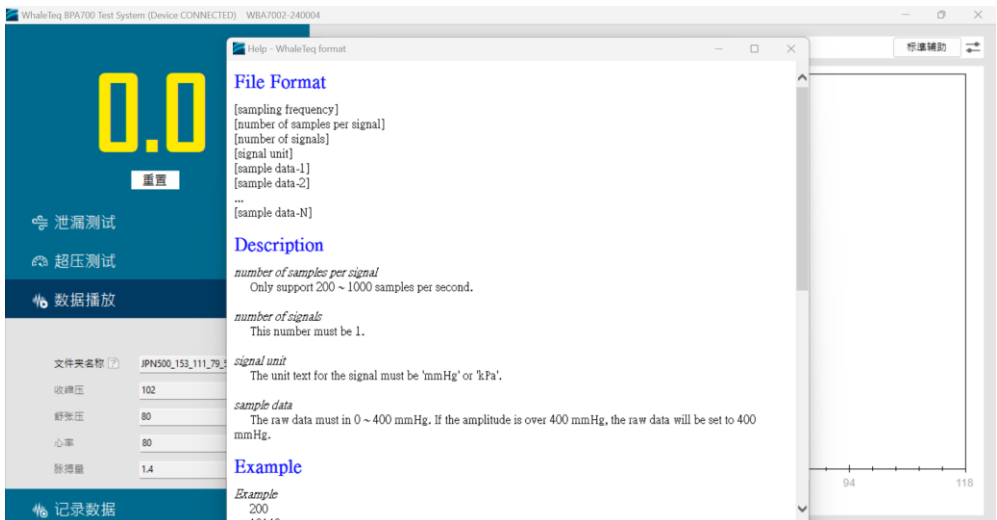 WhaleTeq BPA700 Test System (Device CONNECTED) WBA7002-240004
标準辅助
0.0
重置
泄漏测试
超压测试
数据播放
文件夹名称 ?
JPN500_153_111_79_
收缩压
102
舒张压
80
心率
80
脉搏量
1.4
记录数据
Help - WhaleTeq format
File Format
[sampling frequency]
[number of samples per signal]
[number of signals]
[signal unit]
[sample data-1]
[sample data-2]
...
[sample data-N]
Description
number of samples per signal
Only support 200 ~ 1000 samples per second.
number of signals
This number must be 1.
signal unit
The unit text for the signal must be 'mmHg' or 'kPa'.
sample data
The raw data must in 0 ~ 400 mmHg. If the amplitude is over 400 mmHg, the raw data will be set to 400
mmHg.
Example
Example
200
94
118